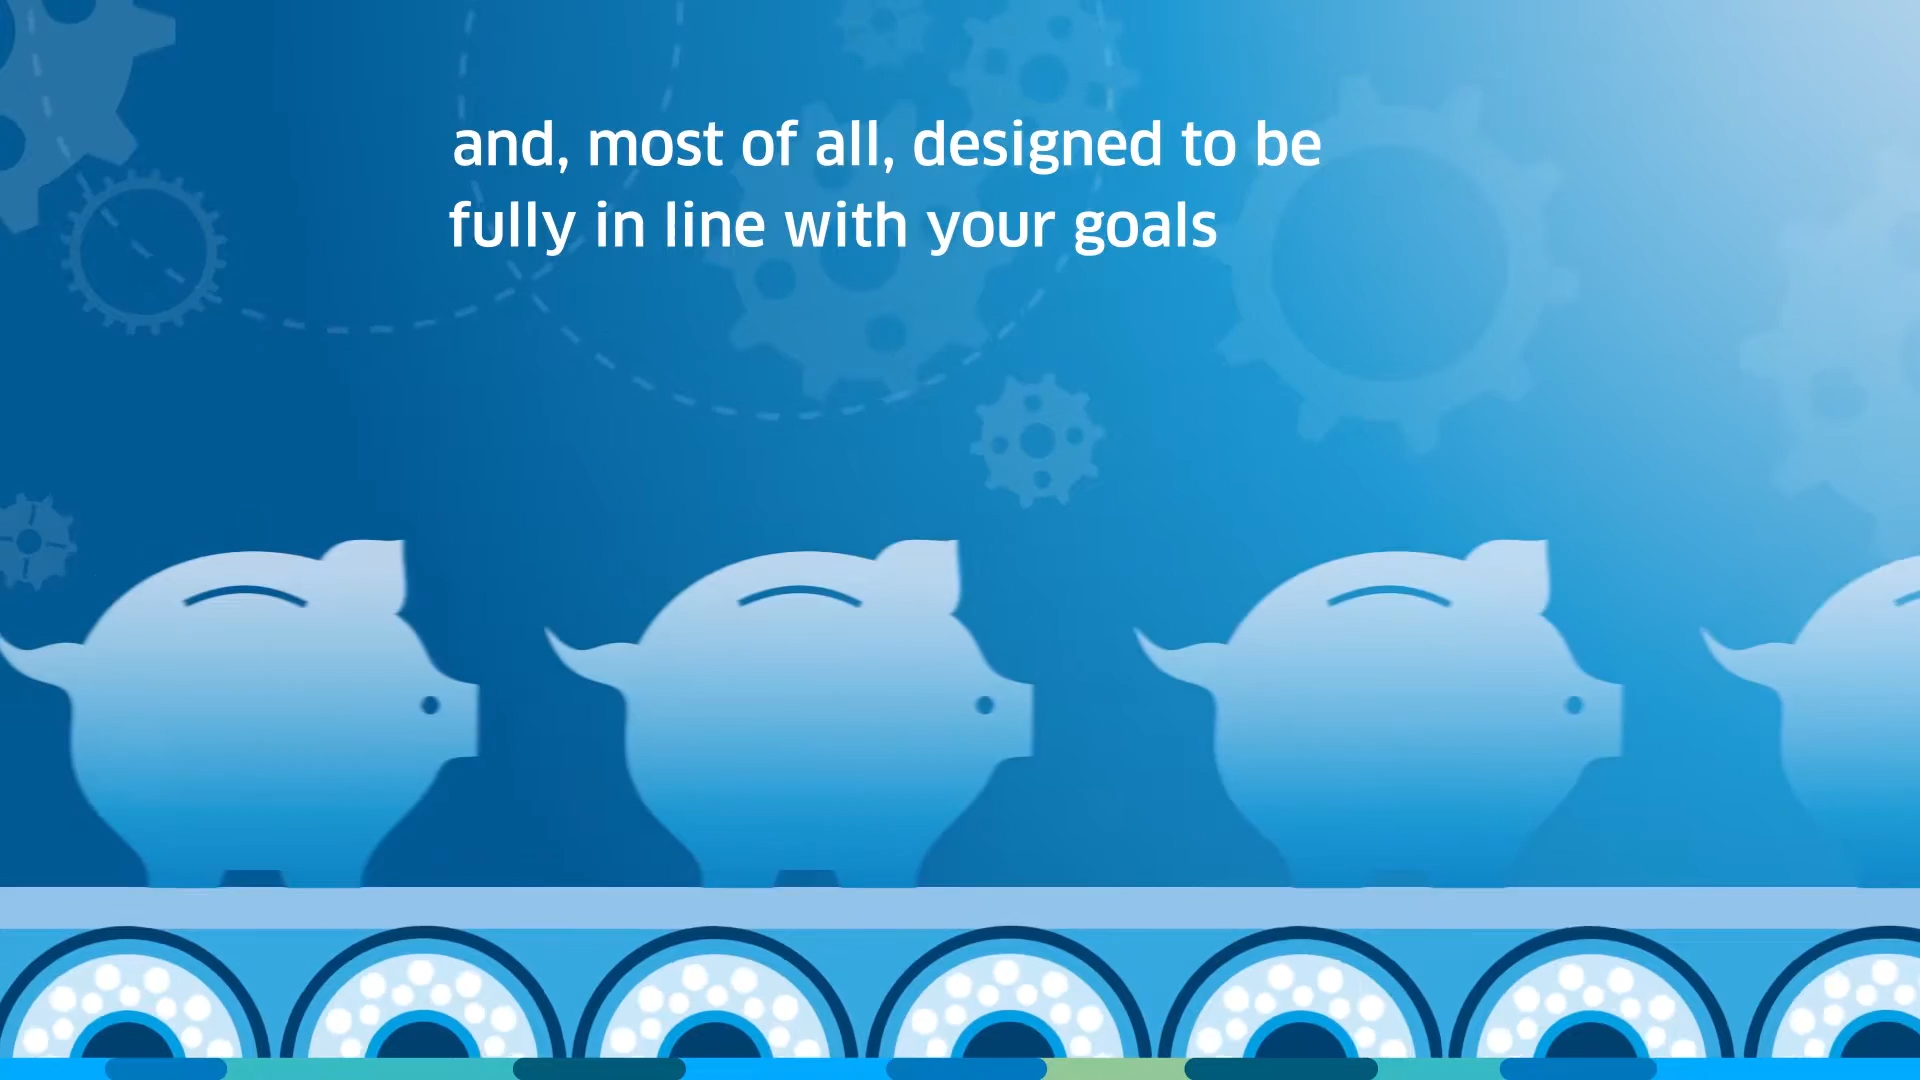 and, most of all, designed to be
fully in line with your goals